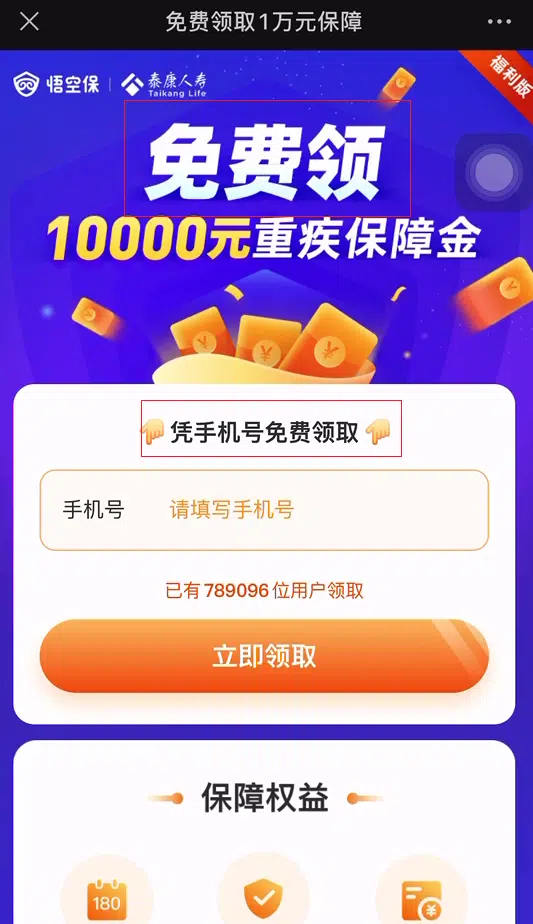 免费领取1万元保障
悟空保
泰康人寿
Taikang Life
福利版
免费领
10000元重疾保障金
凭手机号免费领取
手机号 请填写手机号
已有789096位用户领取
立即领取
保障权益
180